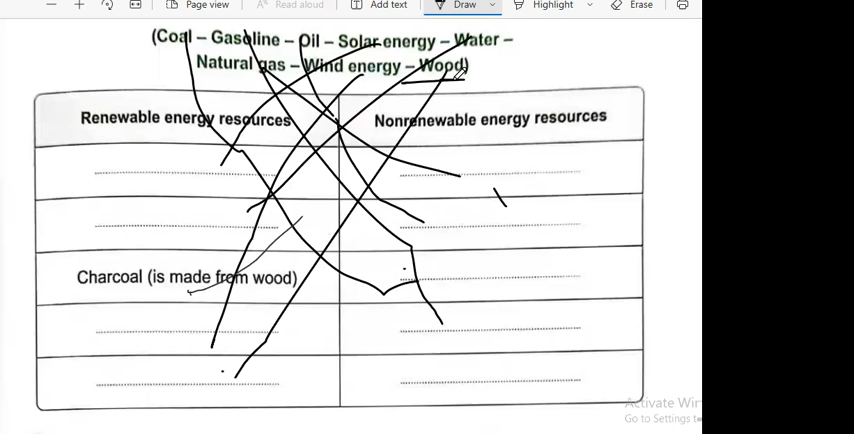 Page view
Read aloud
Add text
Draw
Highlight
Erase
(Coal – Gasoline – Oil – Solar energy – Water –
Natural gas – Wind energy – Wood)
Renewable energy resources
Nonrenewable energy resources
Charcoal (is made from wood)
Activate Win
Go to Settings t